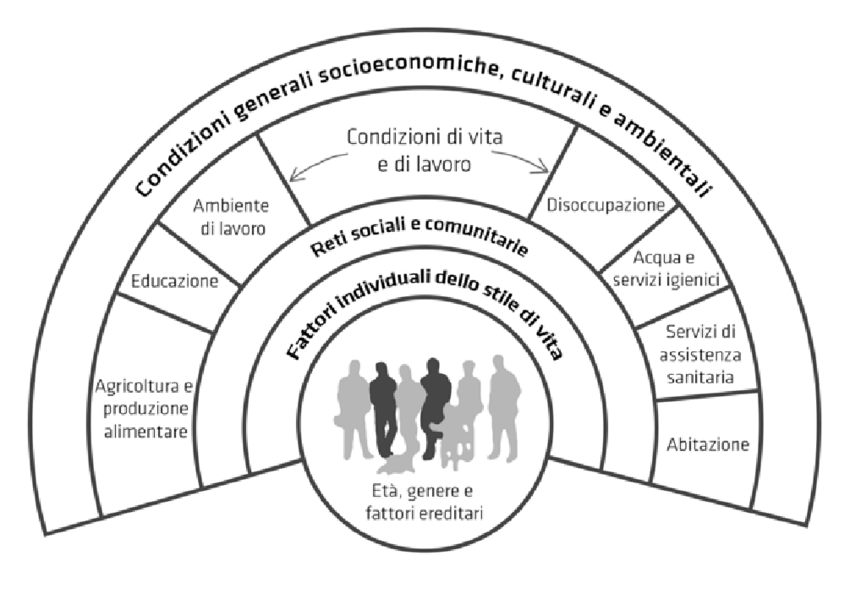 Condizioni generali socioeconomiche, culturali e ambientali
Condizioni di vita
e di lavoro
Ambiente
di lavoro
Disoccupazione
Educazione
Acqua e
servizi igienici
Agricoltura e
produzione
alimentare
Servizi di
assistenza
sanitaria
Abitazione
Reti sociali e comunitarie
Fattori individuali dello stile di vita
Età, genere e
fattori ereditari